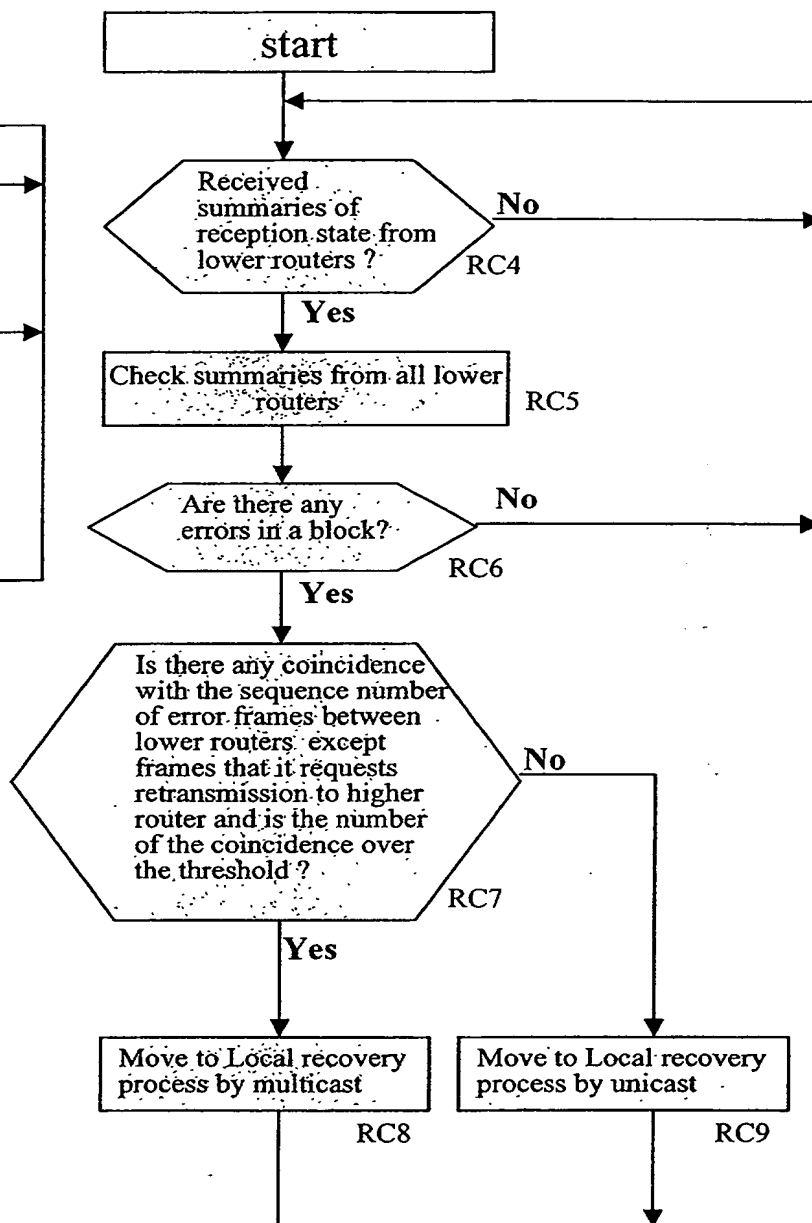 start
Received
summaries of
reception state from
lower routers ?
No
RC4
Yes
Check summaries from all lower
routers
RC5
Are there any
errors in a block?
No
RC6
Yes
Is there any coincidence
with the sequence number
of error frames between
lower routers except
frames that it requests
retransmission to higher
router and is the number
of the coincidence over
the threshold ?
No
RC7
Yes
Move to Local recovery
process by multicast
RC8
Move to Local recovery
process by unicast
RC9